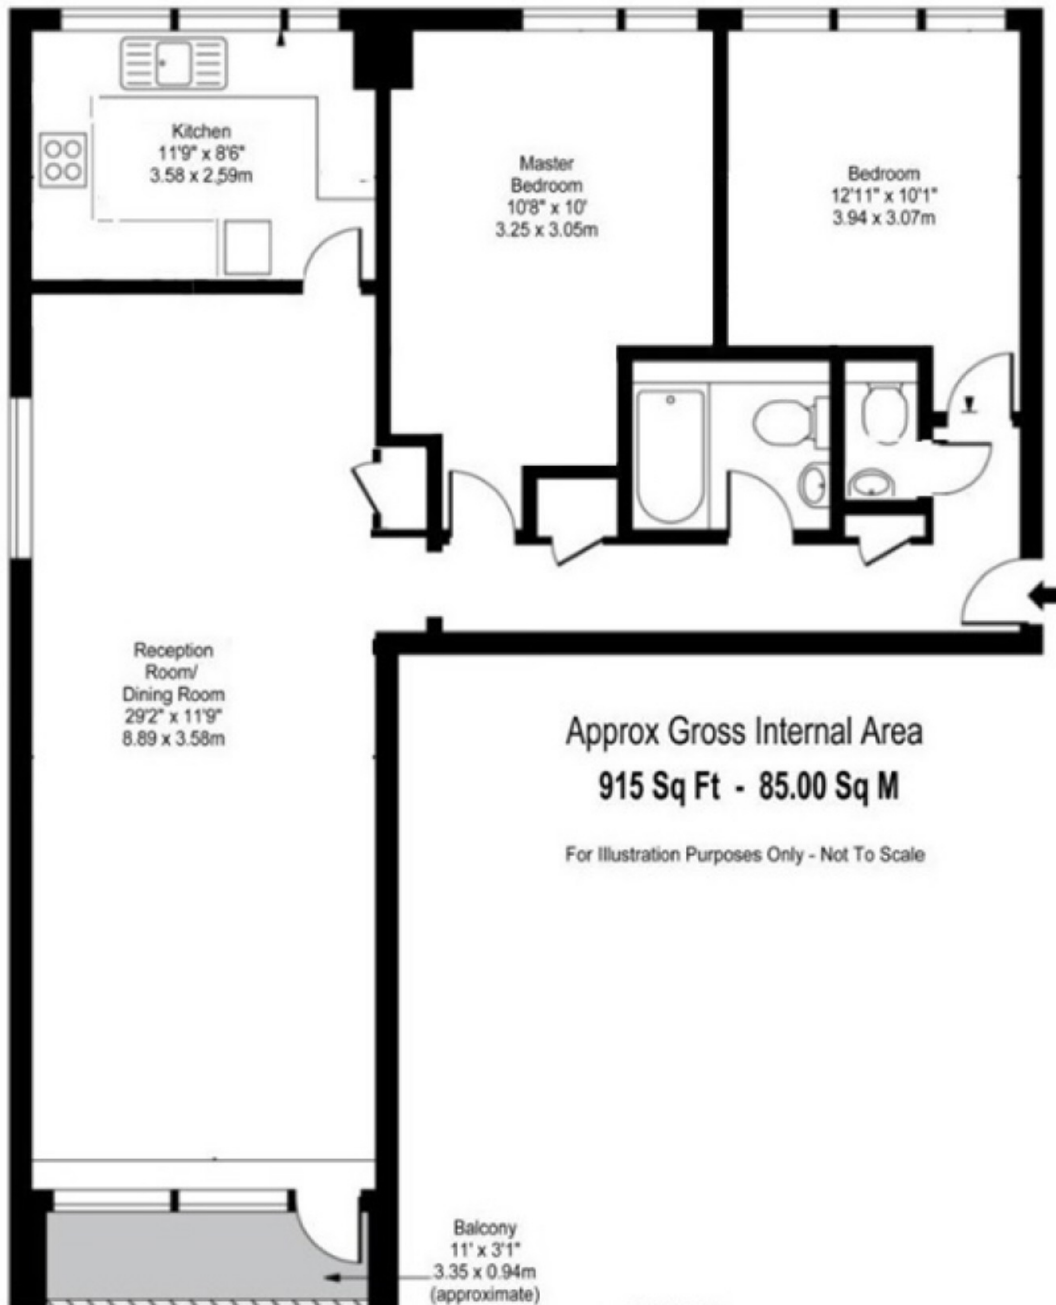 Kitchen
11'9" x 8'6"
3.58 x 2.59m
Master
Bedroom
10'8" x 10'
3.25 x 3.05m
Bedroom
12'11" x 10'1"
3.94 x 3.07m
Reception
Room/
Dining Room
29'2" x 11'9"
8.89 x 3.58m
Approx Gross Internal Area
915 Sq Ft - 85.00 Sq M
For Illustration Purposes Only - Not To Scale
Balcony
11' x 3'1"
3.35 x 0.94m
(approximate)